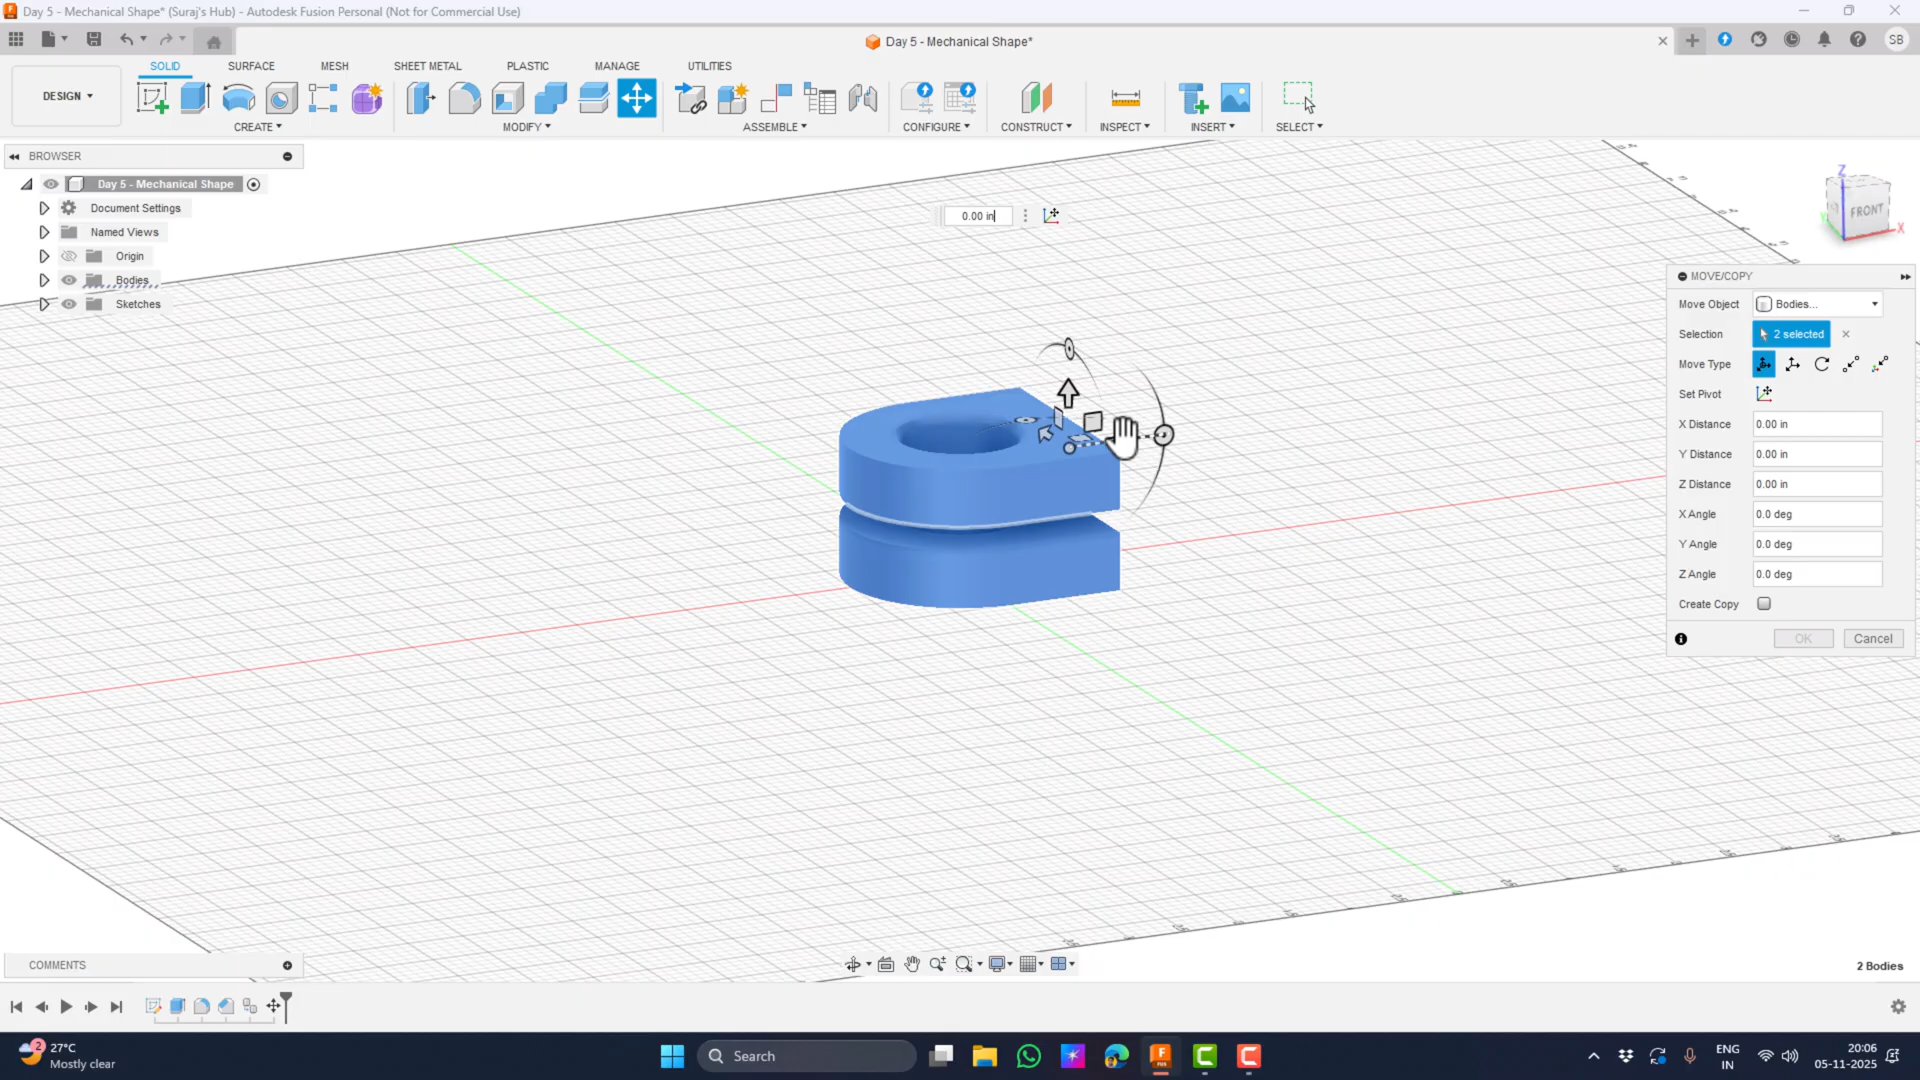 Day 5 - Mechanical Shape* (Suraj's Hub) - Autodesk Fusion Personal (Not for Commercial Use)
Day 5 - Mechanical Shape*
SB
DESIGN
SOLID
SURFACE
MESH
SHEET METAL
PLASTIC
MANAGE
UTILITIES
CREATE
MODIFY
ASSEMBLE
CONFIGURE
CONSTRUCT
INSPECT
INSERT
SELECT
BROWSER
Day 5 - Mechanical Shape
Document Settings
Named Views
Origin
Bodies
Sketches
0.00 in
Z
FRONT
X
MOVE/COPY
Move Object Bodies...
Selection 2 selected
Move Type
Set Pivot
X Distance 0.00 in
Y Distance 0.00 in
Z Distance 0.00 in
X Angle 0.0 deg
Y Angle 0.0 deg
Z Angle 0.0 deg
Create Copy
OK Cancel
COMMENTS
2 Bodies
2
27°C
Mostly clear
Search
ENG
IN
20:06
05-11-2025